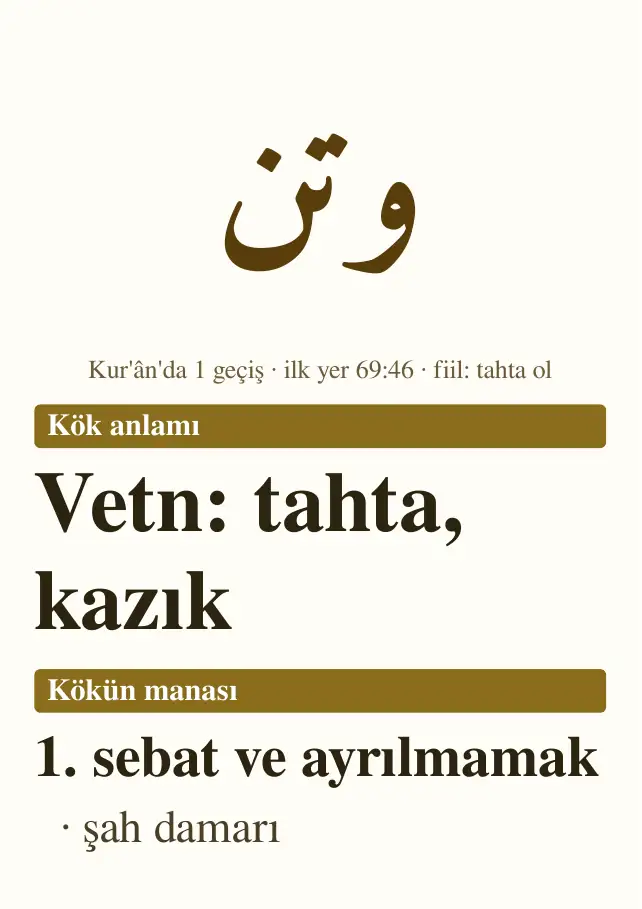 وتن
Kur'ân'da 1 geçiş · ilk yer 69:46 · fiil: tahta ol
Kök anlamı
Vetn: tahta,
kazık
Kökün manası
1. sebat ve ayrılmamak
· şah damarı